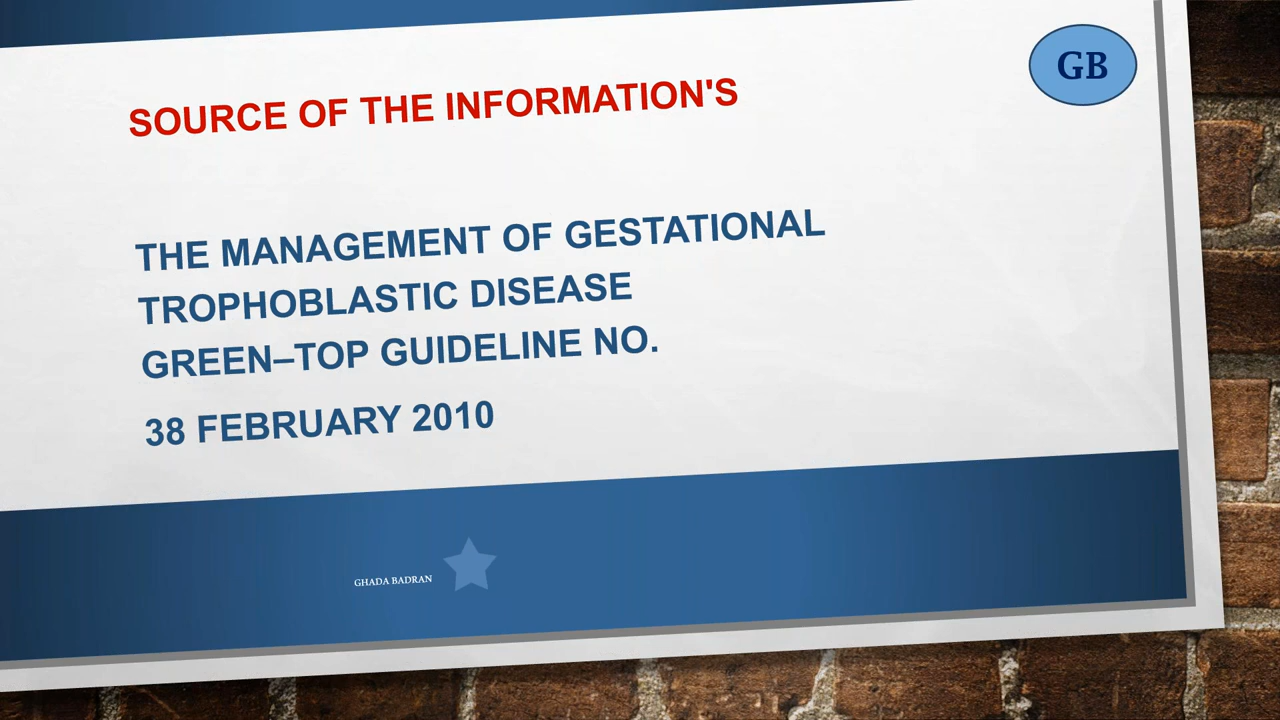 GB
SOURCE OF THE INFORMATION'S
THE MANAGEMENT OF GESTATIONAL
TROPHOBLASTIC DISEASE
GREEN–TOP GUIDELINE NO.
38 FEBRUARY 2010
GHADA BADRAN